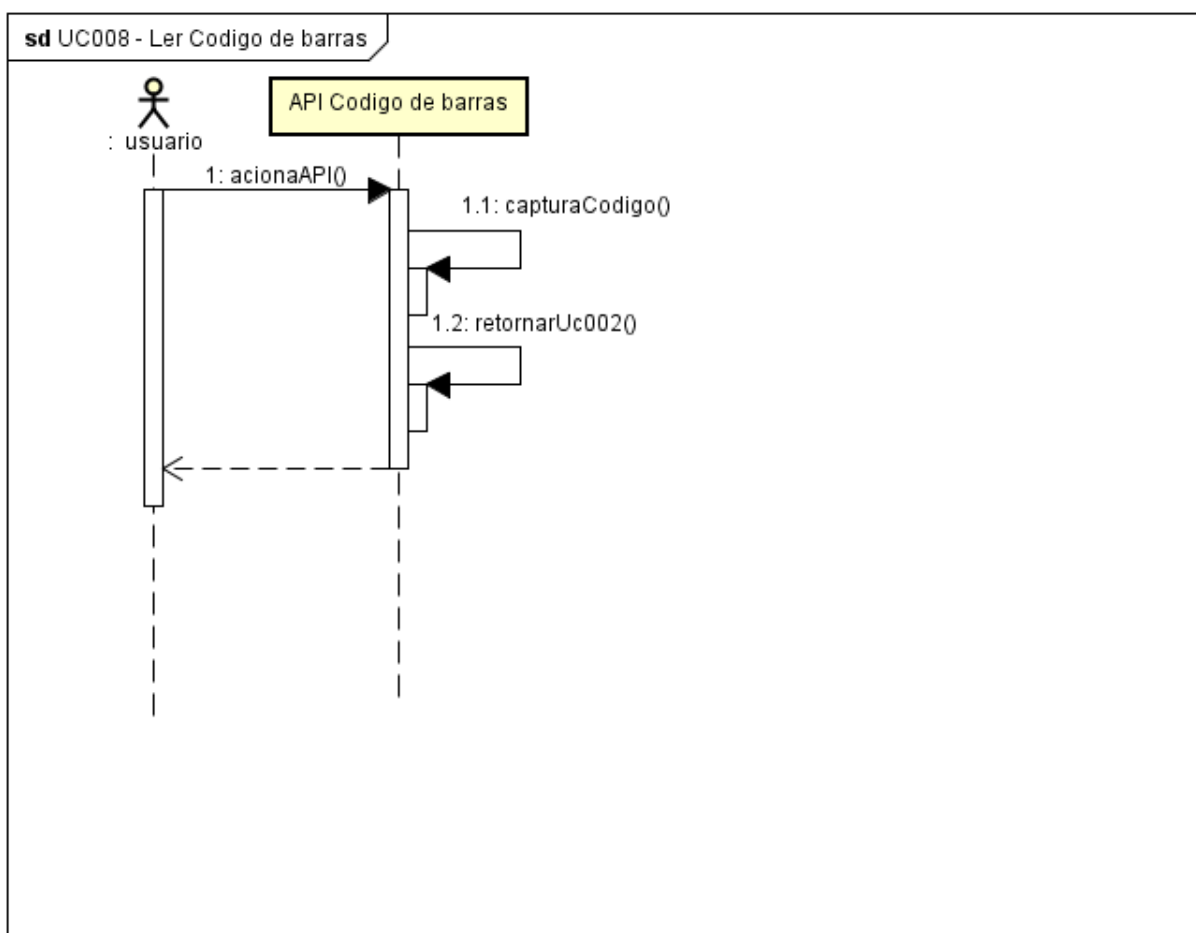 sd UC008 - Ler Codigo de barras
API Codigo de barras
: usuario
1: acionaAPI()
1.1: capturaCodigo()
1.2: retornarUc002()